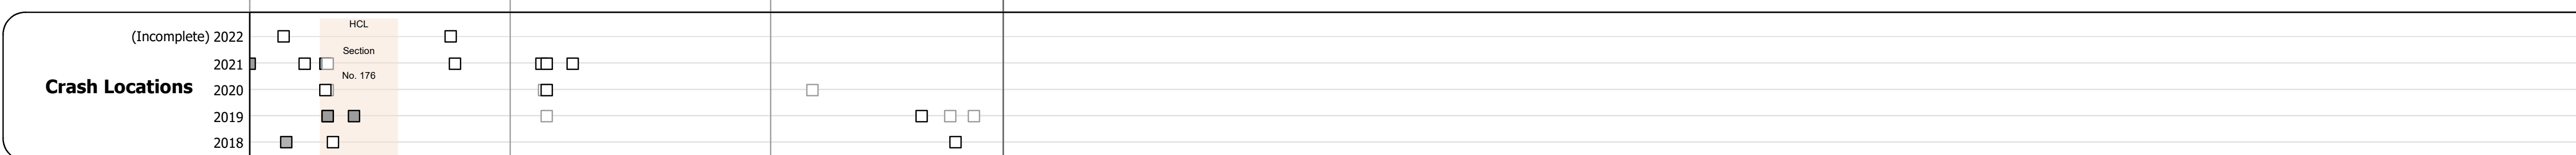 HCL
(Incomplete) 2022
Section
2021
No. 176
Crash Locations
2020
2019
2018